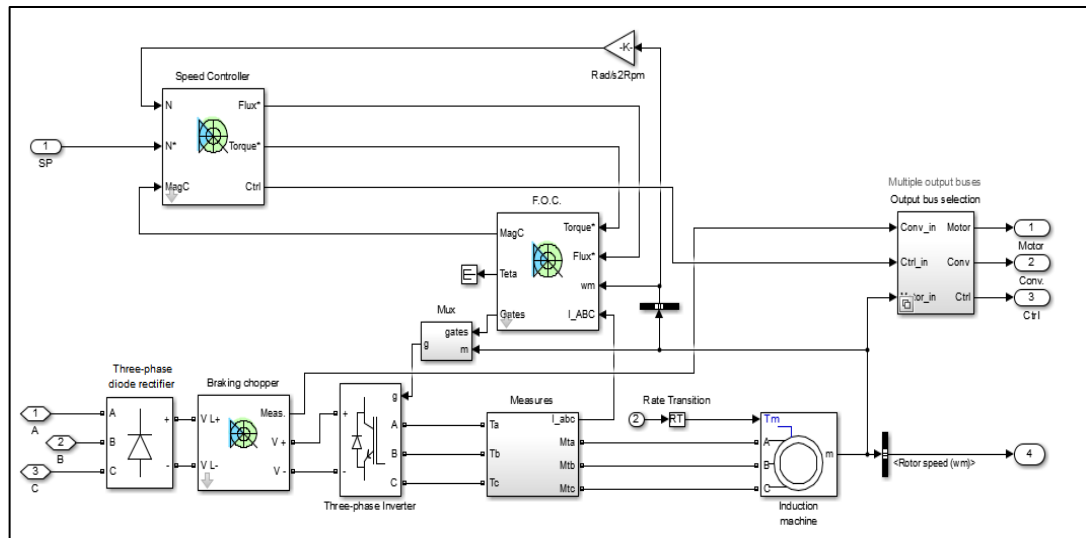 -K-
Rad/s2Rpm
Speed Controller
N
Flux*
1
SP
N*
Torque*
MagC
Ctrl
F.O.C.
MagC
Torque*
Flux*
Teta
wm
Gates
I_ABC
Multiple output buses
Output bus selection
Conv_in
Motor
1
Motor
Ctrl_in
Conv
2
Conv.
Ctrl
3
Ctrl
Mux
gates
g
m
Three-phase
diode rectifier
Braking chopper
1
A
A
+
V L+
Meas.
2
B
B
V +
3
C
C
-
V L-
V -
g
+
A
B
-
C
Three-phase Inverter
Measures
Ta
I_abc
Tb
Mta
Mtb
Tc
Mtc
Rate Transition
2
RT
Tm
A
B
m
C
Induction
machine
<Rotor speed (wm)>
4